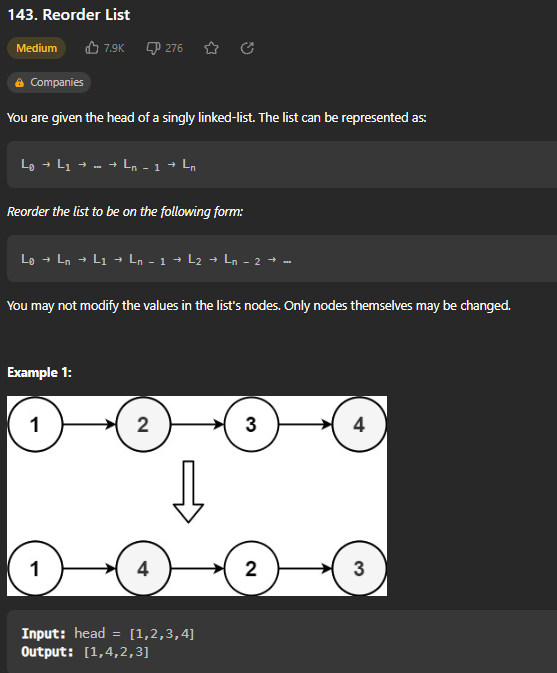 143. Reorder List
Medium 7.9K 276
Companies
You are given the head of a singly linked-list. The list can be represented as:
L0 → L1 → … → Ln - 1 → Ln
Reorder the list to be on the following form:
L0 → Ln → L1 → Ln - 1 → L2 → Ln - 2 → …
You may not modify the values in the list's nodes. Only nodes themselves may be changed.
Example 1:
1 2 3 4
1 4 2 3
Input: head = [1,2,3,4]
Output: [1,4,2,3]